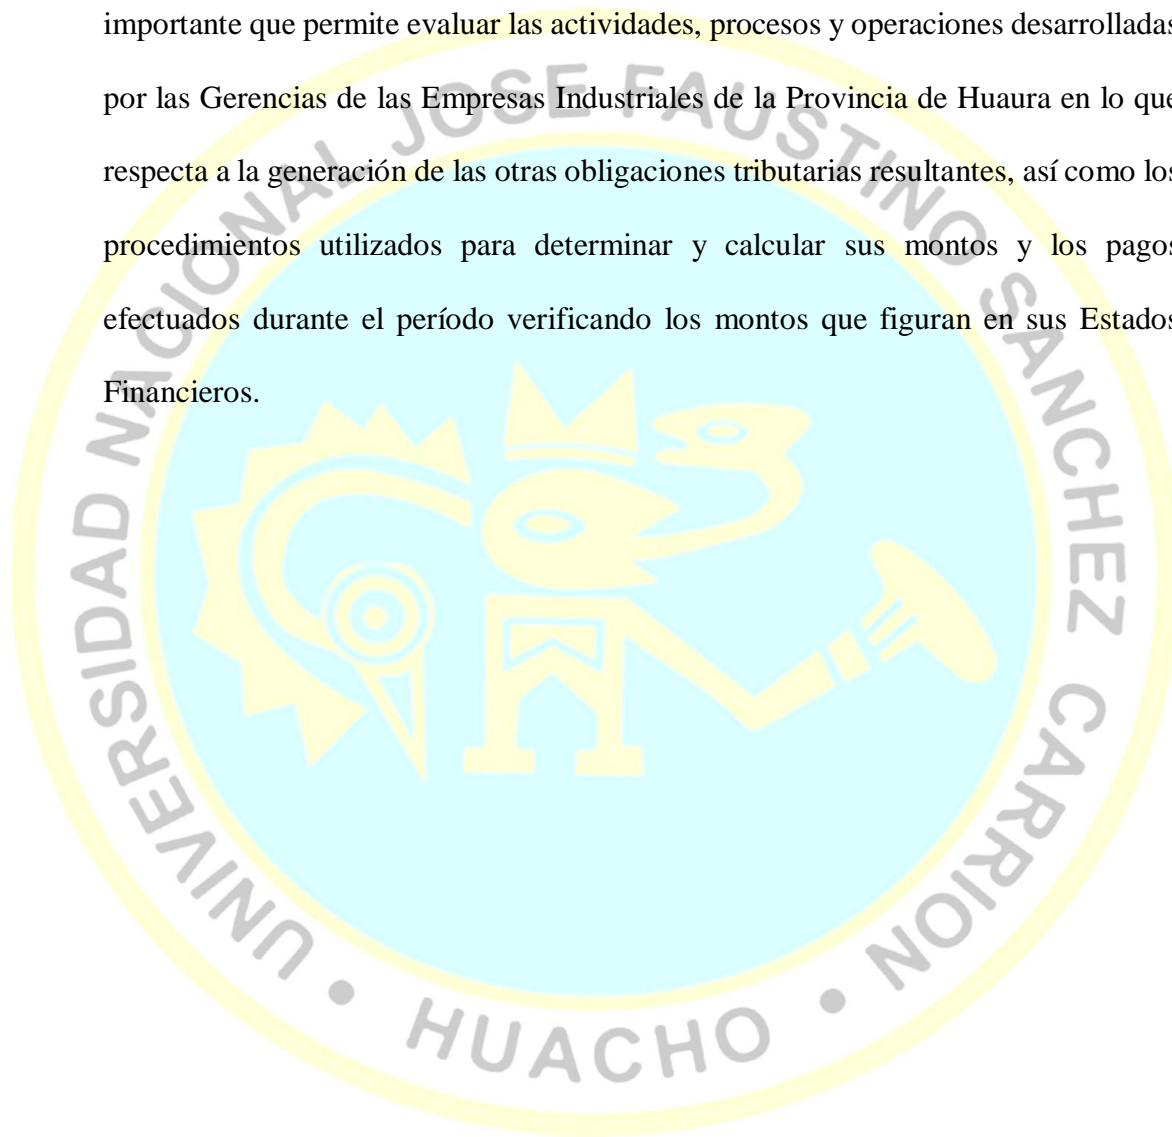 importante que permite evaluar las actividades, procesos y operaciones desarrolladas
por las Gerencias de las Empresas Industriales de la Provincia de Huaura en lo que
respecta a la generación de las otras obligaciones tributarias resultantes, así como los
procedimientos utilizados para determinar y calcular sus montos y los pagos
efectuados durante el período verificando los montos que figuran en sus Estados
Financieros.
UNIVERSIDAD NACIONAL JOSE FAUSTINO SANCHEZ CARRION
• HUACHO •